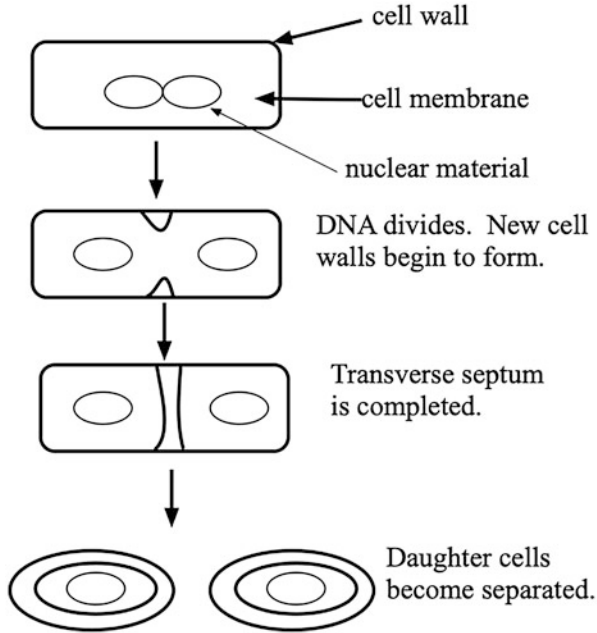 cell wall
cell membrane
nuclear material
DNA divides. New cell
walls begin to form.
Transverse septum
is completed.
Daughter cells
become separated.